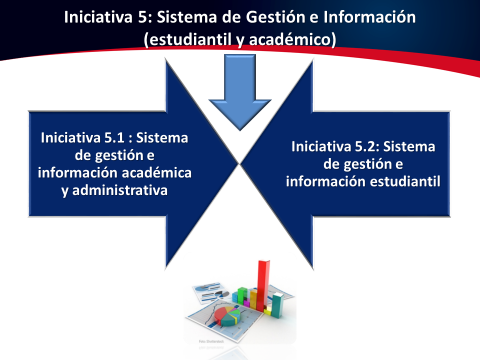 Iniciativa 5: Sistema de Gestión e Información
(estudiantil y académico)
Iniciativa 5.1 : Sistema
de gestión e
información académica
y administrativa
Iniciativa 5.2: Sistema
de gestión e
información estudiantil